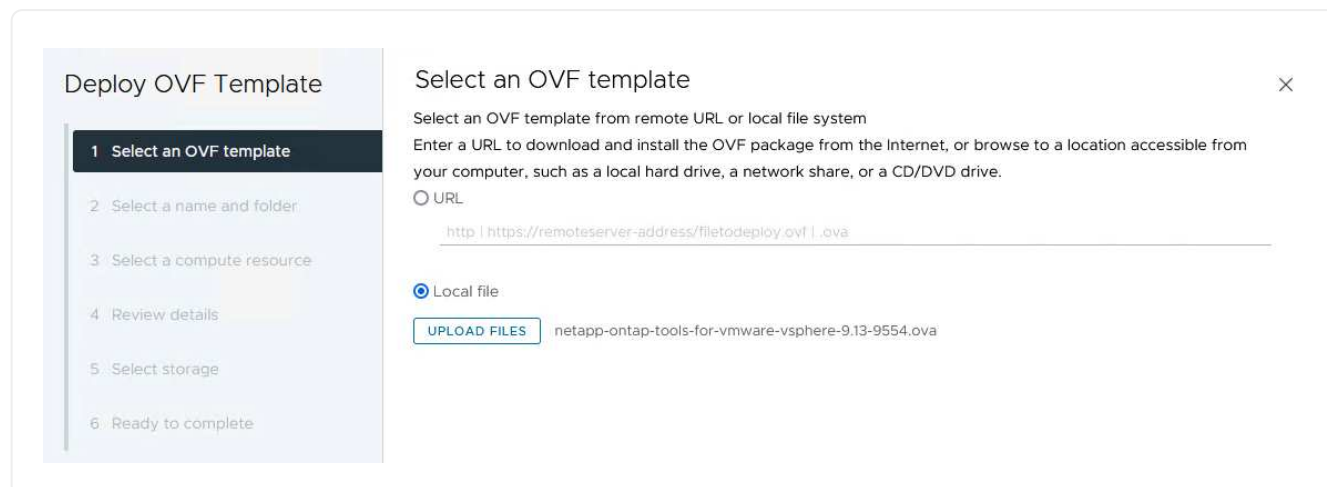 Deploy OVF Template
1 Select an OVF template
2 Select a name and folder
3 Select a compute resource
4 Review details
5 Select storage
6 Ready to complete
Select an OVF template
Select an OVF template from remote URL or local file system
Enter a URL to download and install the OVF package from the Internet, or browse to a location accessible from
your computer, such as a local hard drive, a network share, or a CD/DVD drive.
URL
http | https://remoteserver-address/filetodeploy.ovf | .ova
Local file
UPLOAD FILES netapp-ontap-tools-for-vmware-vsphere-9.13-9554.ova